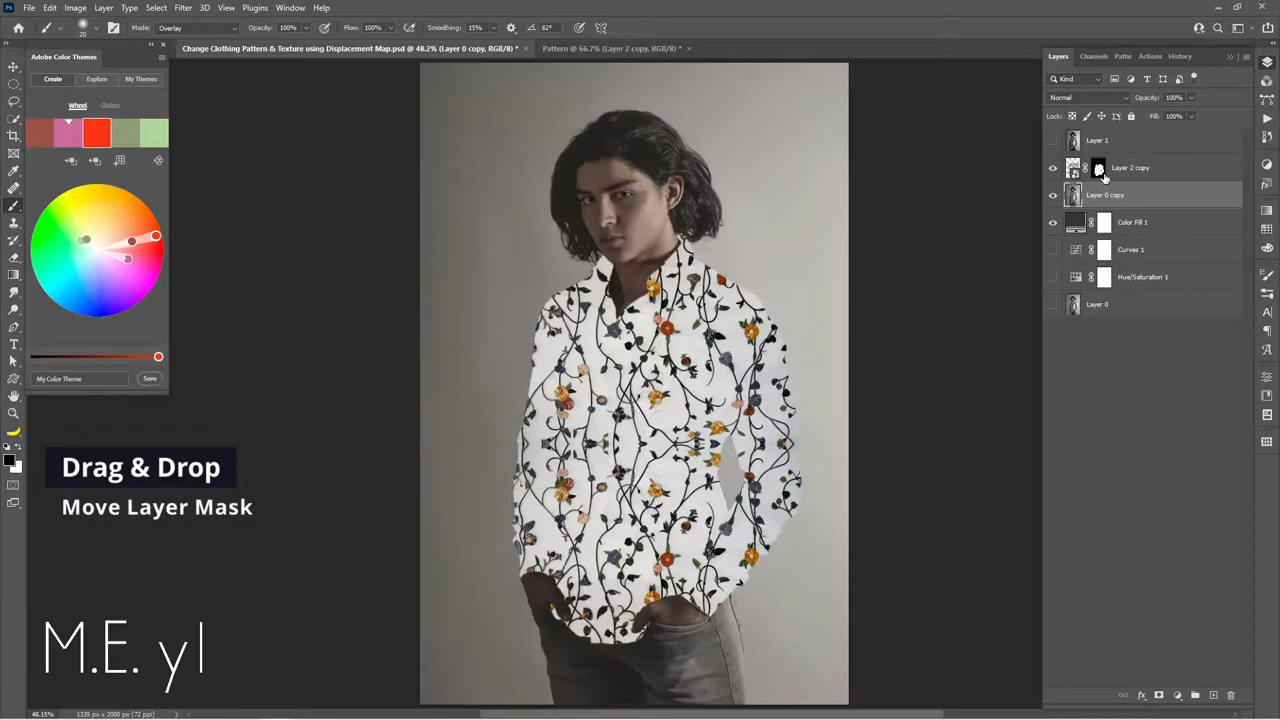 File Edit Image Layer Type Select Filter 3D View Plugins Window Help
20 Mode: Overlay Opacity: 100% Flow: 100% Smoothing: 15% 82°
Change Clothing Pattern & Texture using Displacement Map.psd @ 48.2% (Layer 0 copy, RGB/8) * × Pattern @ 66.7% (Layer 2 copy, RGB/8) * ×
Adobe Color Themes
Create Explore My Themes
Wheel Sliders
My Color Theme Save
Drag & Drop
Move Layer Mask
M.E. yl
48.15% 1335 px x 2000 px (72 ppi)
Layers Channels Paths Actions History
Kind
Normal Opacity: 100%
Lock: Fill: 100%
Layer 1
Layer 2 copy
Layer 0 copy
Color Fill 1
Curves 1
Hue/Saturation 1
Layer 0